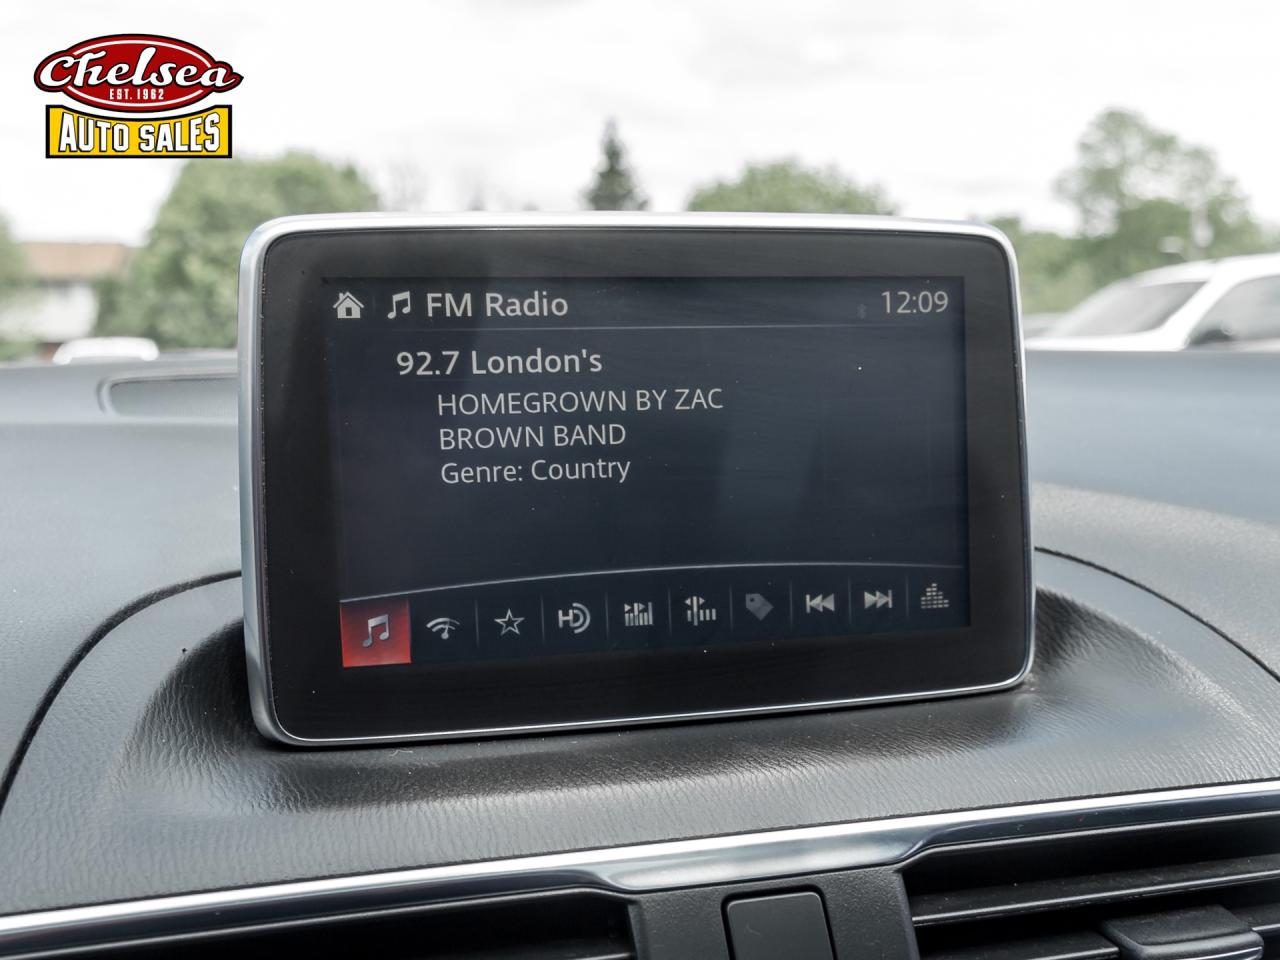 Chelsea
EST. 1962
AUTO SALES
FM Radio
12:09
92.7 London's
HOMEGROWN BY ZAC
BROWN BAND
Genre: Country
HD